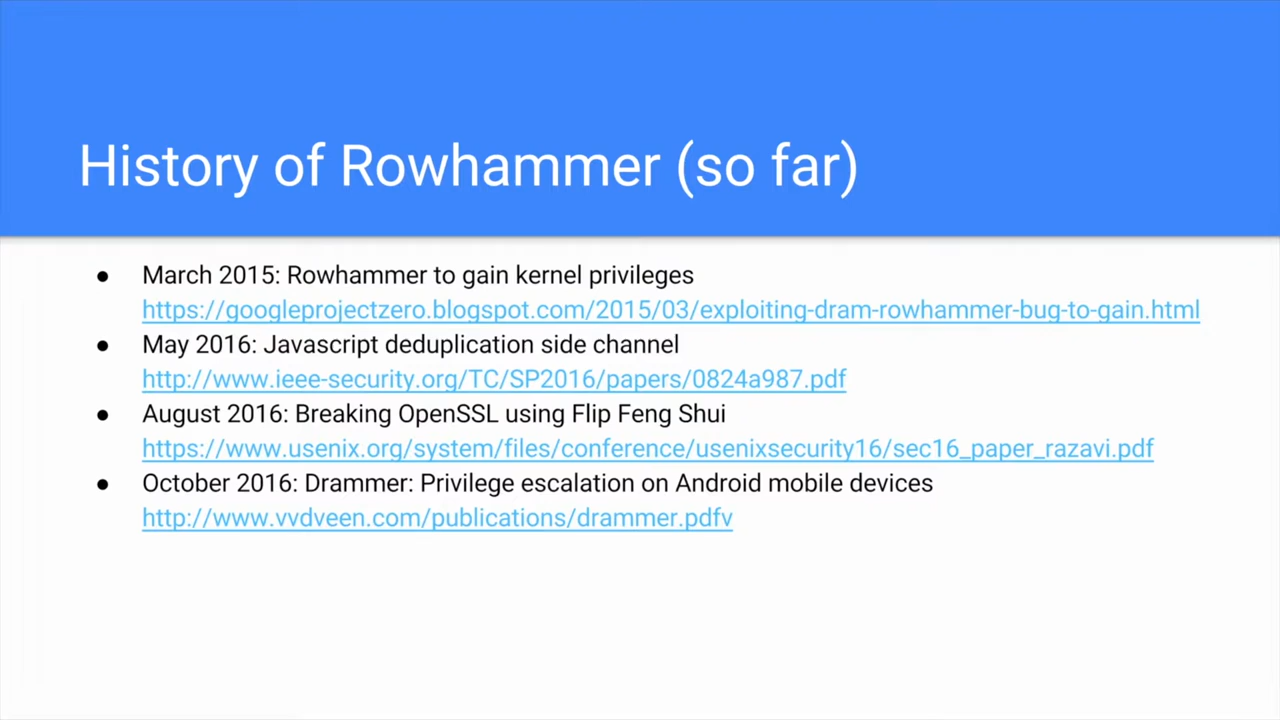 History of Rowhammer (so far)
● March 2015: Rowhammer to gain kernel privileges
https://googleprojectzero.blogspot.com/2015/03/exploiting-dram-rowhammer-bug-to-gain.html
● May 2016: Javascript deduplication side channel
http://www.ieee-security.org/TC/SP2016/papers/0824a987.pdf
● August 2016: Breaking OpenSSL using Flip Feng Shui
https://www.usenix.org/system/files/conference/usenixsecurity16/sec16_paper_razavi.pdf
● October 2016: Drammer: Privilege escalation on Android mobile devices
http://www.vvdveen.com/publications/drammer.pdfv